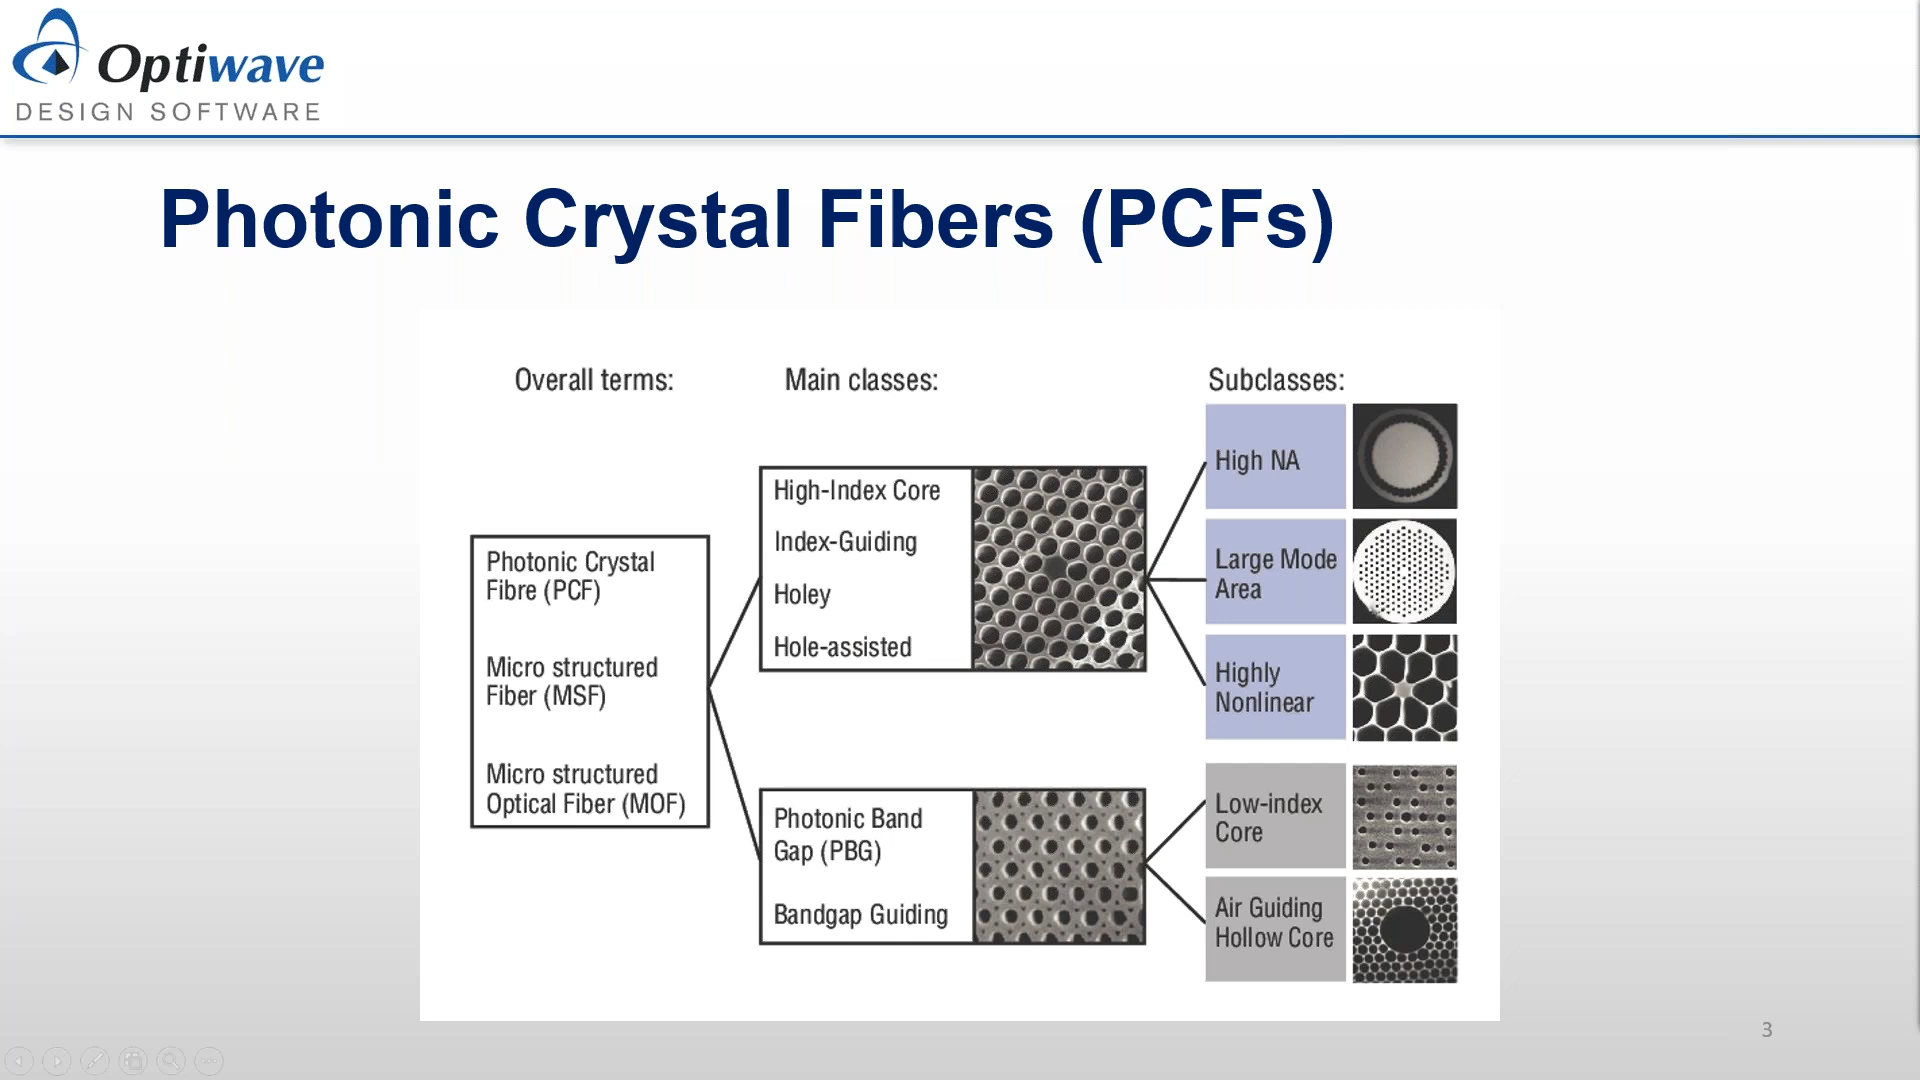 Optiwave
DESIGN SOFTWARE
Photonic Crystal Fibers (PCFs)
Overall terms:
Main classes:
Subclasses:
Photonic Crystal
Fibre (PCF)
Micro structured
Fiber (MSF)
Micro structured
Optical Fiber (MOF)
High-Index Core
Index-Guiding
Holey
Hole-assisted
Photonic Band
Gap (PBG)
Bandgap Guiding
High NA
Large Mode
Area
Highly
Nonlinear
Low-index
Core
Air Guiding
Hollow Core
3